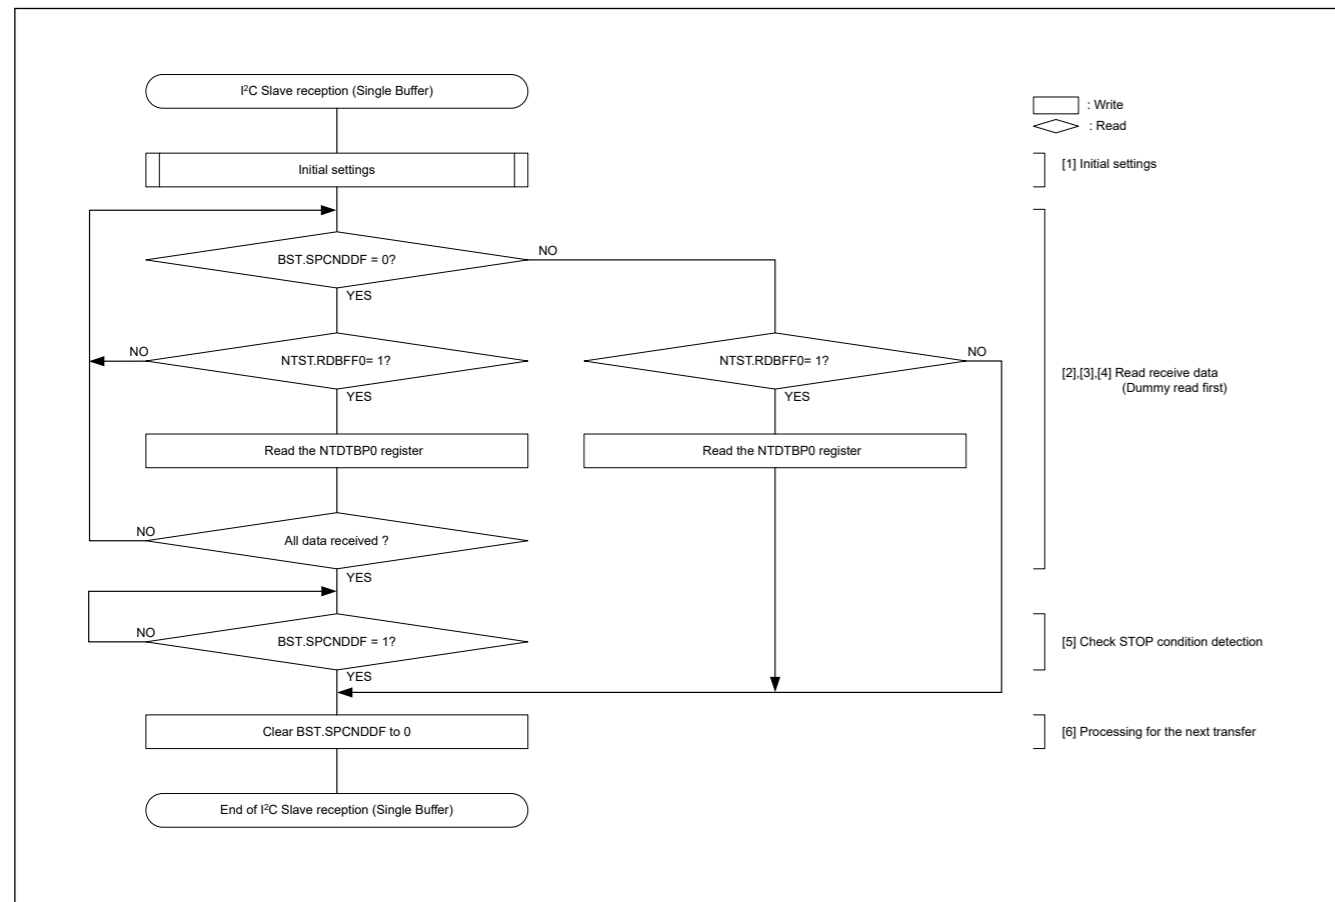 I²C Slave reception (Single Buffer)
: Write
: Read
Initial settings
[1] Initial settings
BST.SPCNDDF = 0?
NO
YES
NO
NTST.RDBFF0= 1?
YES
NTST.RDBFF0= 1?
NO
YES
[2],[3],[4] Read receive data
(Dummy read first)
Read the NTDTBP0 register
Read the NTDTBP0 register
NO
All data received ?
YES
NO
BST.SPCNDDF = 1?
YES
[5] Check STOP condition detection
Clear BST.SPCNDDF to 0
[6] Processing for the next transfer
End of I²C Slave reception (Single Buffer)